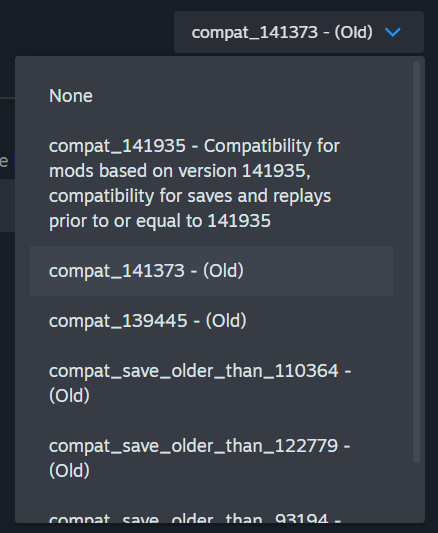 compat_141373 - (Old)
None
e
compat_141935 - Compatibility for
mods based on version 141935,
compatibility for saves and replays
prior to or equal to 141935
compat_141373 - (Old)
compat_139445 - (Old)
compat_save_older_than_110364 -
(Old)
compat_save_older_than_122779 -
(Old)
compat_save_older_than_93194 -